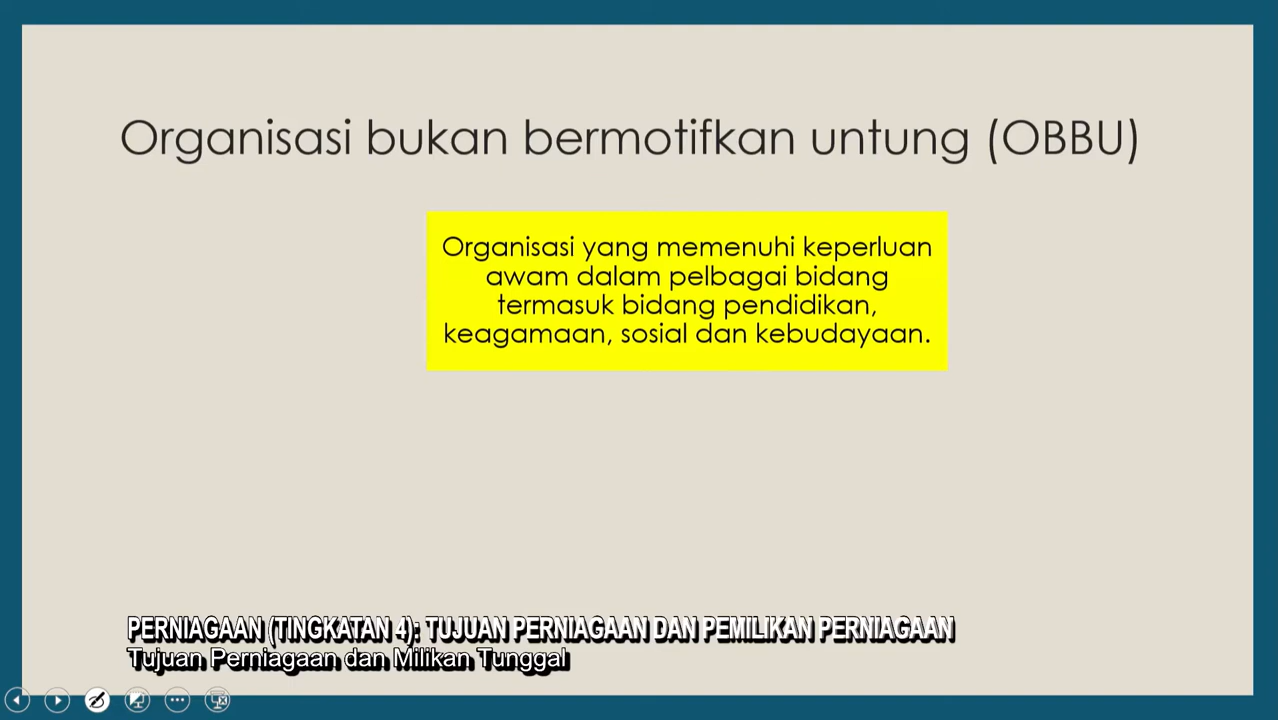 Organisasi bukan bermotifkan untung (OBBU)
Organisasi yang memenuhi keperluan
awam dalam pelbagai bidang
termasuk bidang pendidikan,
keagamaan, sosial dan kebudayaan.
PERNIAGAAN (TINGKATAN 4): TUJUAN PERNIAGAAN DAN PEMILIKAN PERNIAGAAN
Tujuan Perniagaan dan Milikan Tunggal